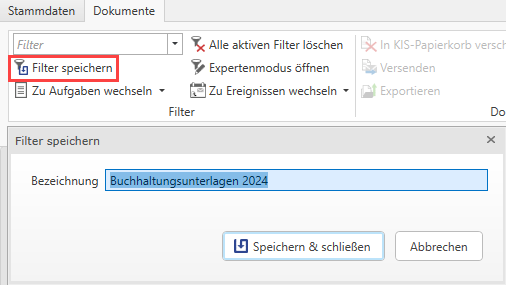 Stammdaten Dokumente
Filter Alle aktiven Filter löschen In KIS-Papierkorb versch
Filter speichern Expertenmodus öffnen Versenden
Zu Aufgaben wechseln Zu Ereignissen wechseln Exportieren
Filter Do
Filter speichern
Bezeichnung Buchhaltungsunterlagen 2024
Speichern & schließen Abbrechen